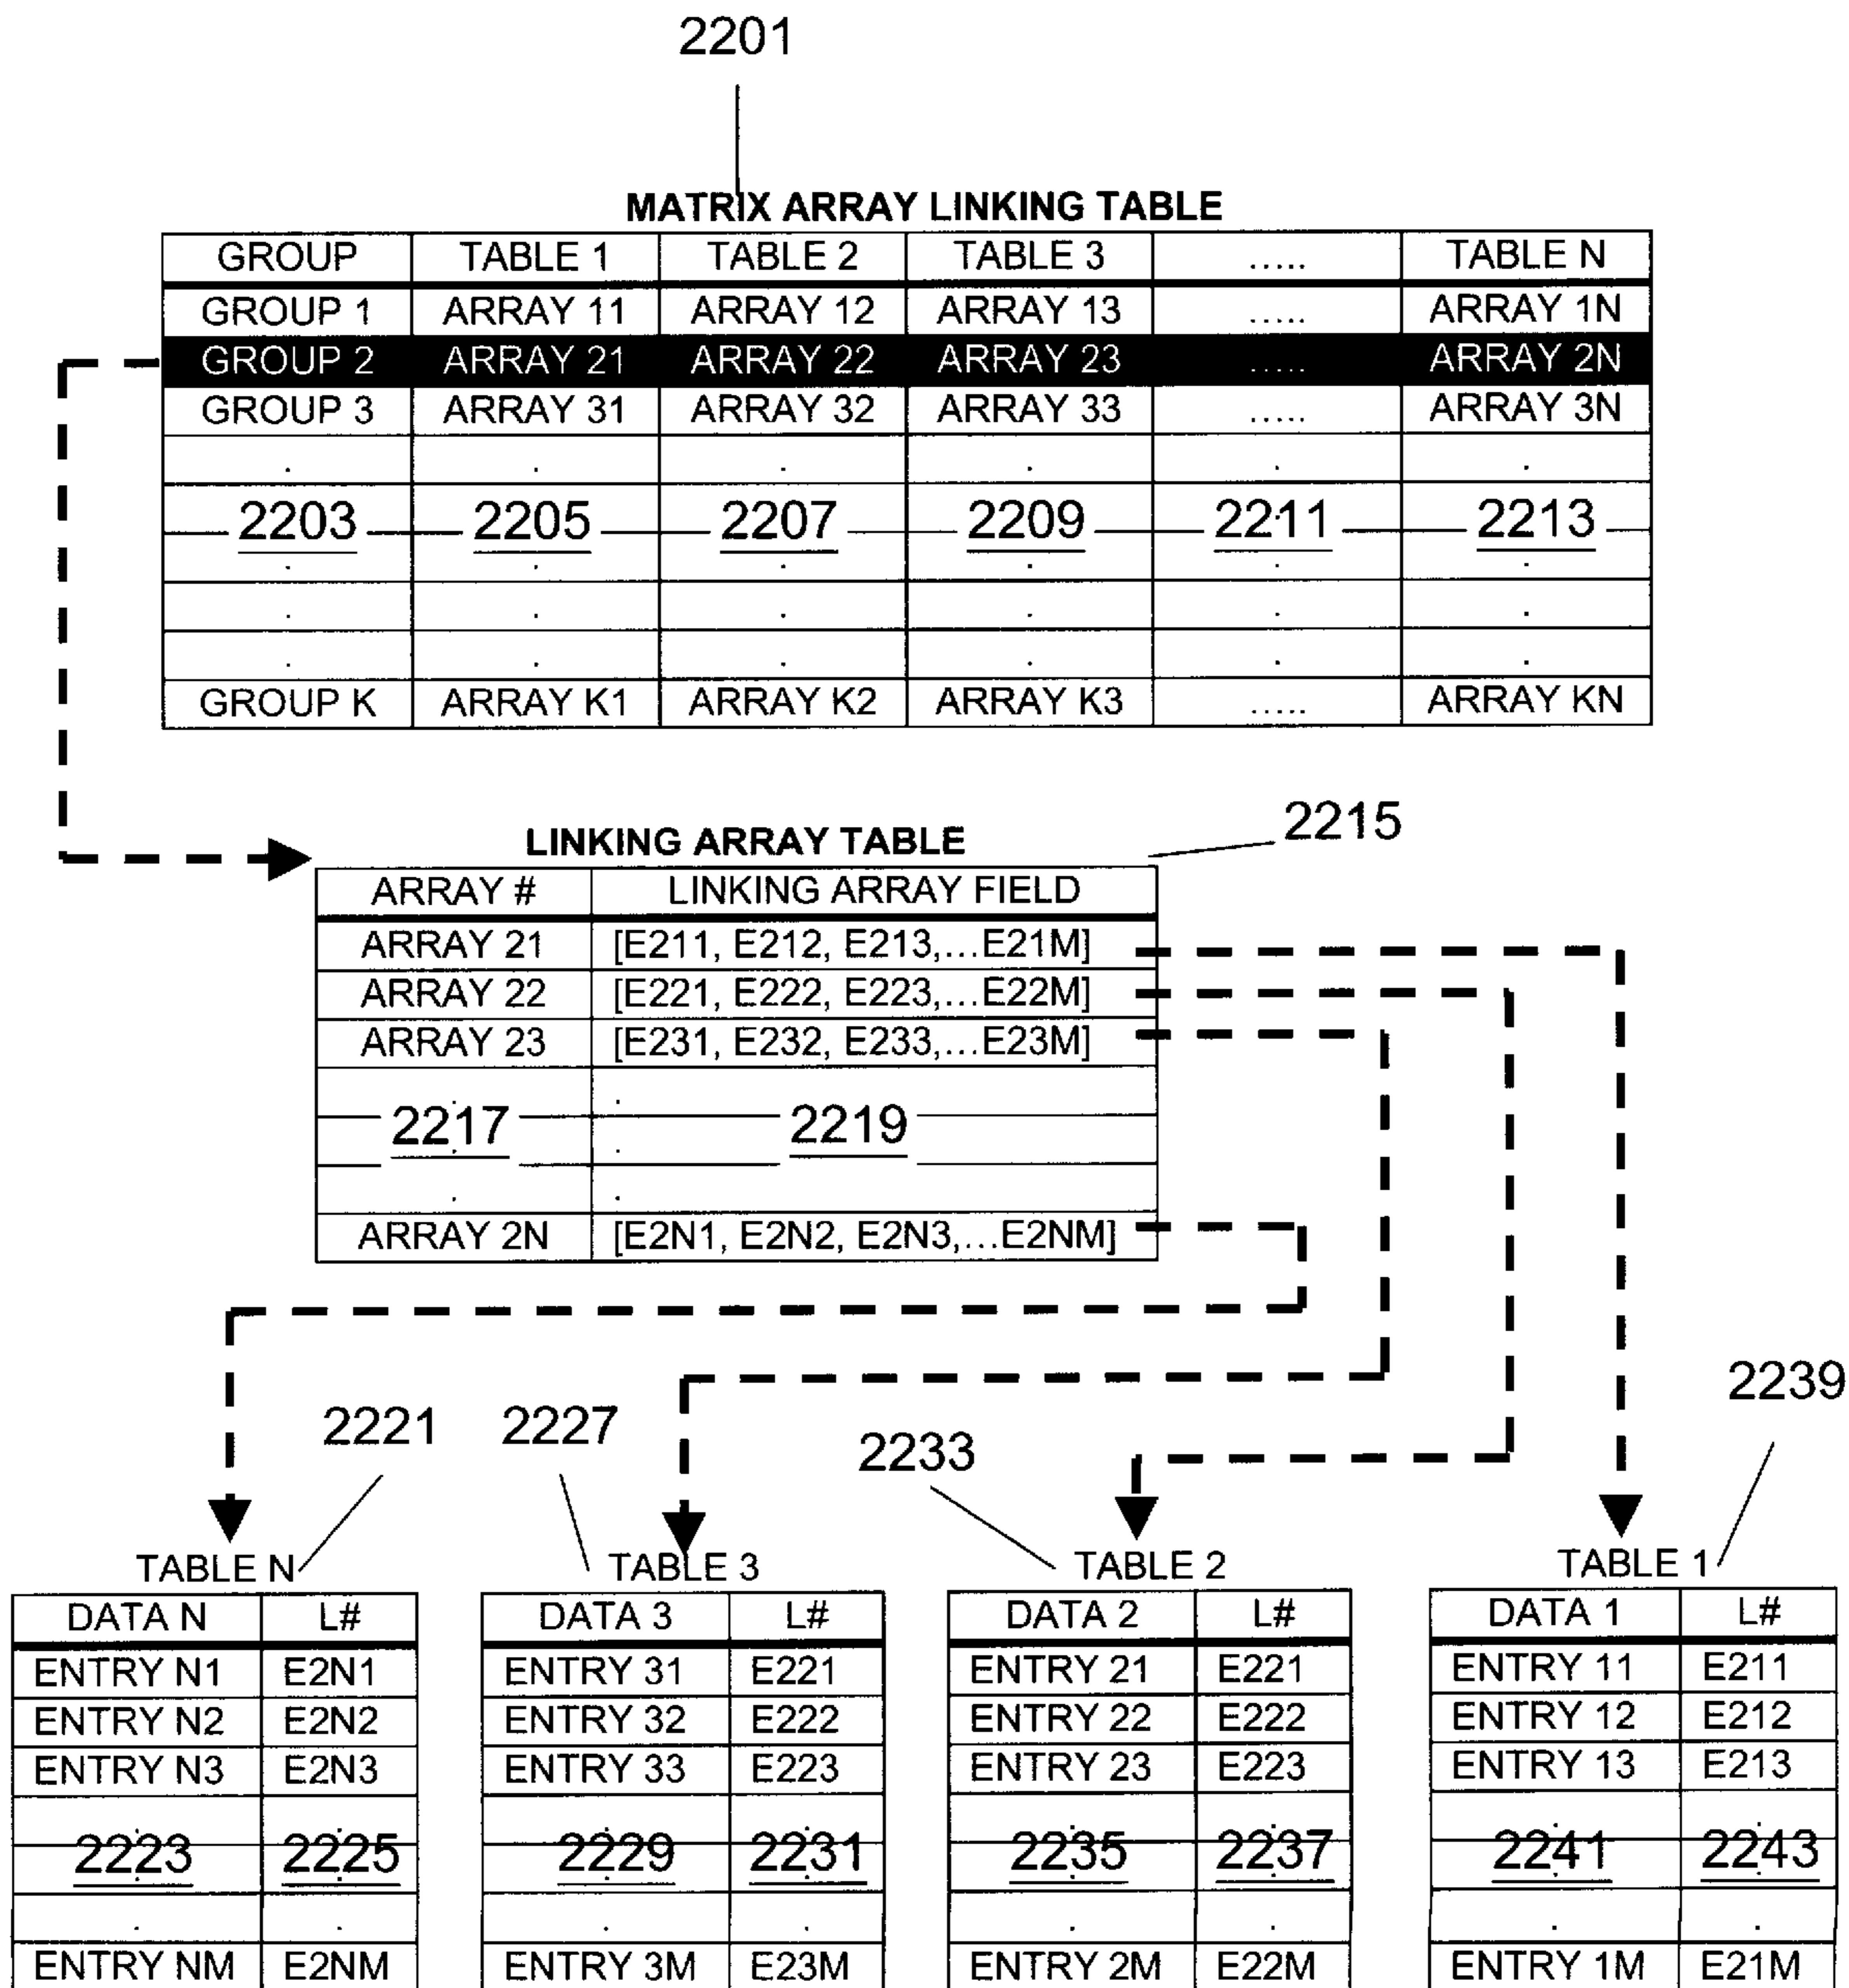 2201
MATRIX ARRAY LINKING TABLE
GROUP TABLE 1 TABLE 2 TABLE 3 ..... TABLE N
GROUP 1 ARRAY 11 ARRAY 12 ARRAY 13 ..... ARRAY 1N
GROUP 2 ARRAY 21 ARRAY 22 ARRAY 23 ..... ARRAY 2N
GROUP 3 ARRAY 31 ARRAY 32 ARRAY 33 ..... ARRAY 3N
. . . . . .
2203 2205 2207 2209 2211 2213
. . . . . .
. . . . . .
. . . . . .
GROUP K ARRAY K1 ARRAY K2 ARRAY K3 ..... ARRAY KN
LINKING ARRAY TABLE 2215
ARRAY # LINKING ARRAY FIELD
ARRAY 21 [E211, E212, E213,...E21M]
ARRAY 22 [E221, E222, E223,...E22M]
ARRAY 23 [E231, E232, E233,...E23M]
2217 2219
. .
ARRAY 2N [E2N1, E2N2, E2N3,...E2NM]
2221 2227 2233 2239
TABLE N TABLE 3 TABLE 2 TABLE 1
DATA N L# DATA 3 L# DATA 2 L# DATA 1 L#
ENTRY N1 E2N1 ENTRY 31 E221 ENTRY 21 E221 ENTRY 11 E211
ENTRY N2 E2N2 ENTRY 32 E222 ENTRY 22 E222 ENTRY 12 E212
ENTRY N3 E2N3 ENTRY 33 E223 ENTRY 23 E223 ENTRY 13 E213
2223 2225 2229 2231 2235 2237 2241 2243
. . . . . . . .
ENTRY NM E2NM ENTRY 3M E23M ENTRY 2M E22M ENTRY 1M E21M